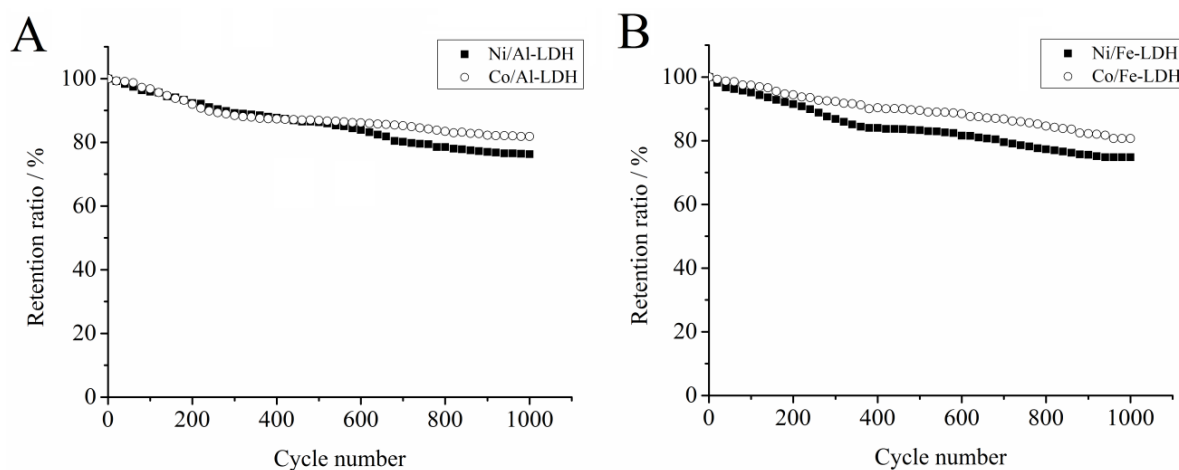 A
Ni/Al-LDH
Co/Al-LDH
100
80
60
40
20
0
Retention ratio / %
0 200 400 600 800 1000
Cycle number
B
Ni/Fe-LDH
Co/Fe-LDH
100
80
60
40
20
0
Retention ratio / %
0 200 400 600 800 1000
Cycle number